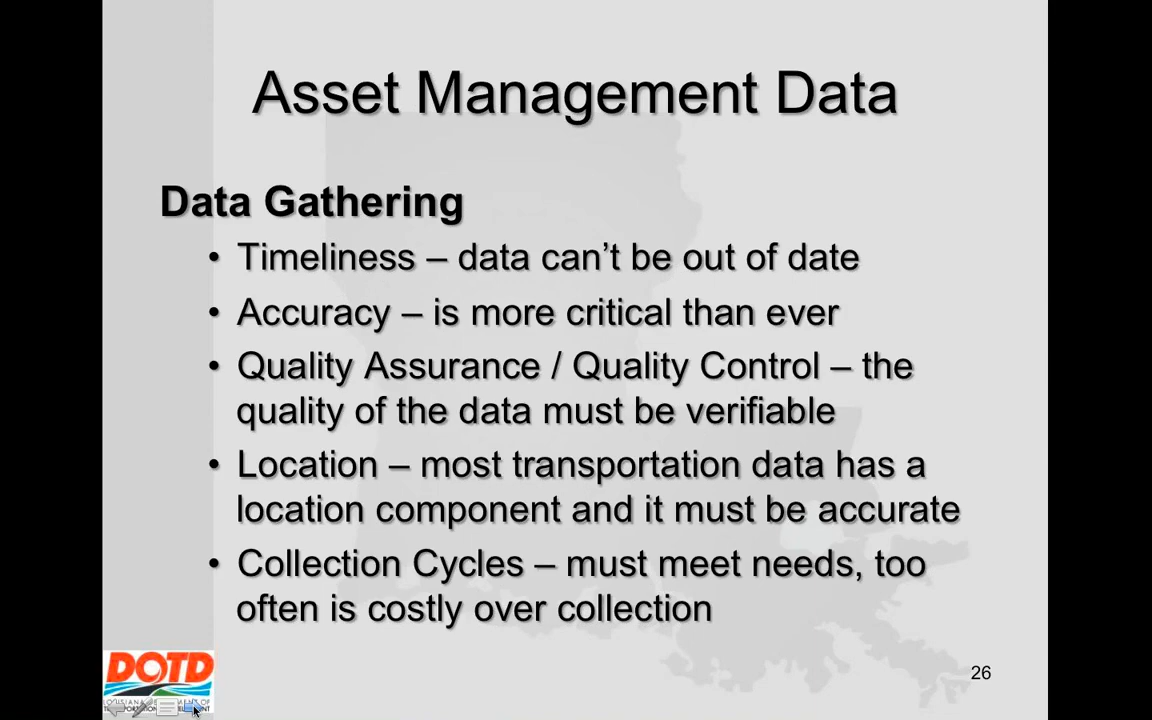 Asset Management Data
Data Gathering
• Timeliness – data can’t be out of date
• Accuracy – is more critical than ever
• Quality Assurance / Quality Control – the
quality of the data must be verifiable
• Location – most transportation data has a
location component and it must be accurate
• Collection Cycles – must meet needs, too
often is costly over collection
DOTD
26